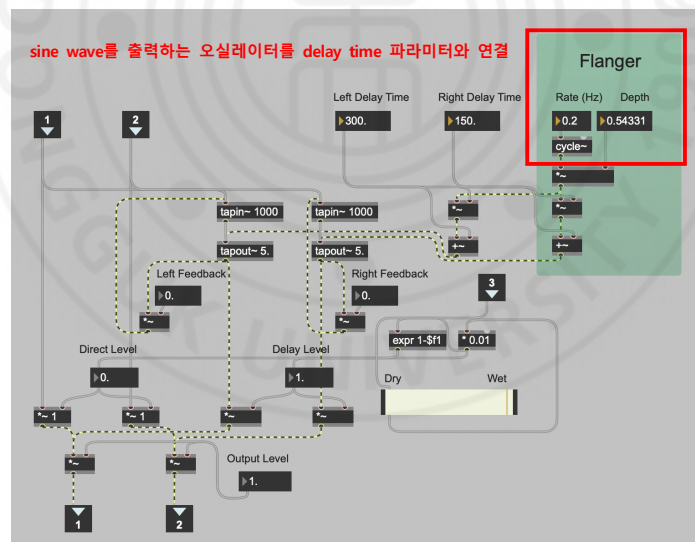 sine wave를 출력하는 오실레이터를 delay time 파라미터와 연결
Flanger
Left Delay Time
Right Delay Time
Rate (Hz)
Depth
1
2
300.
150.
0.2
0.54331
cycle~
*~
tapin~ 1000
tapin~ 1000
*~
*~
tapout~ 5.
tapout~ 5.
+~
+~
Left Feedback
Right Feedback
0.
0.
3
*~
*~
expr 1-$f1
* 0.01
Direct Level
Delay Level
0.
1.
Dry
Wet
*~ 1
*~ 1
*~
*~
*~
*~
Output Level
1.
1
2